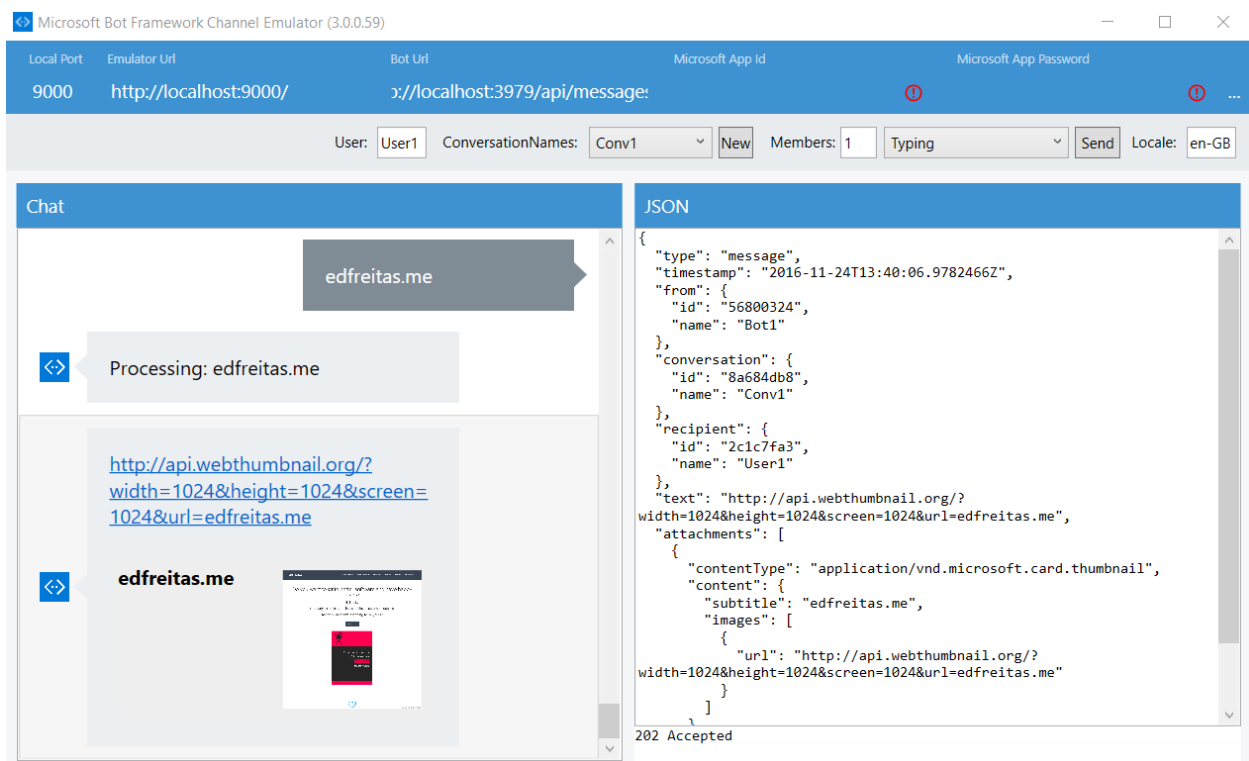 Microsoft Bot Framework Channel Emulator (3.0.0.59)
Local Port Emulator Url Bot Url Microsoft App Id Microsoft App Password
9000 http://localhost:9000/ ://localhost:3979/api/messages ...
User: User1 ConversationNames: Conv1 New Members: 1 Typing Send Locale: en-GB
Chat
edfreitas.me
Processing: edfreitas.me
http://api.webthumbnail.org/?
width=1024&height=1024&screen=
1024&url=edfreitas.me
edfreitas.me
JSON
{
"type": "message",
"timestamp": "2016-11-24T13:40:06.9782466Z",
"from": {
"id": "56800324",
"name": "Bot1"
},
"conversation": {
"id": "8a684db8",
"name": "Conv1"
},
"recipient": {
"id": "2c1c7fa3",
"name": "User1"
},
"text": "http://api.webthumbnail.org/?
width=1024&height=1024&screen=1024&url=edfreitas.me",
"attachments": [
{
"contentType": "application/vnd.microsoft.card.thumbnail",
"content": {
"subtitle": "edfreitas.me",
"images": [
{
"url": "http://api.webthumbnail.org/?
width=1024&height=1024&screen=1024&url=edfreitas.me"
}
]
}
202 Accepted